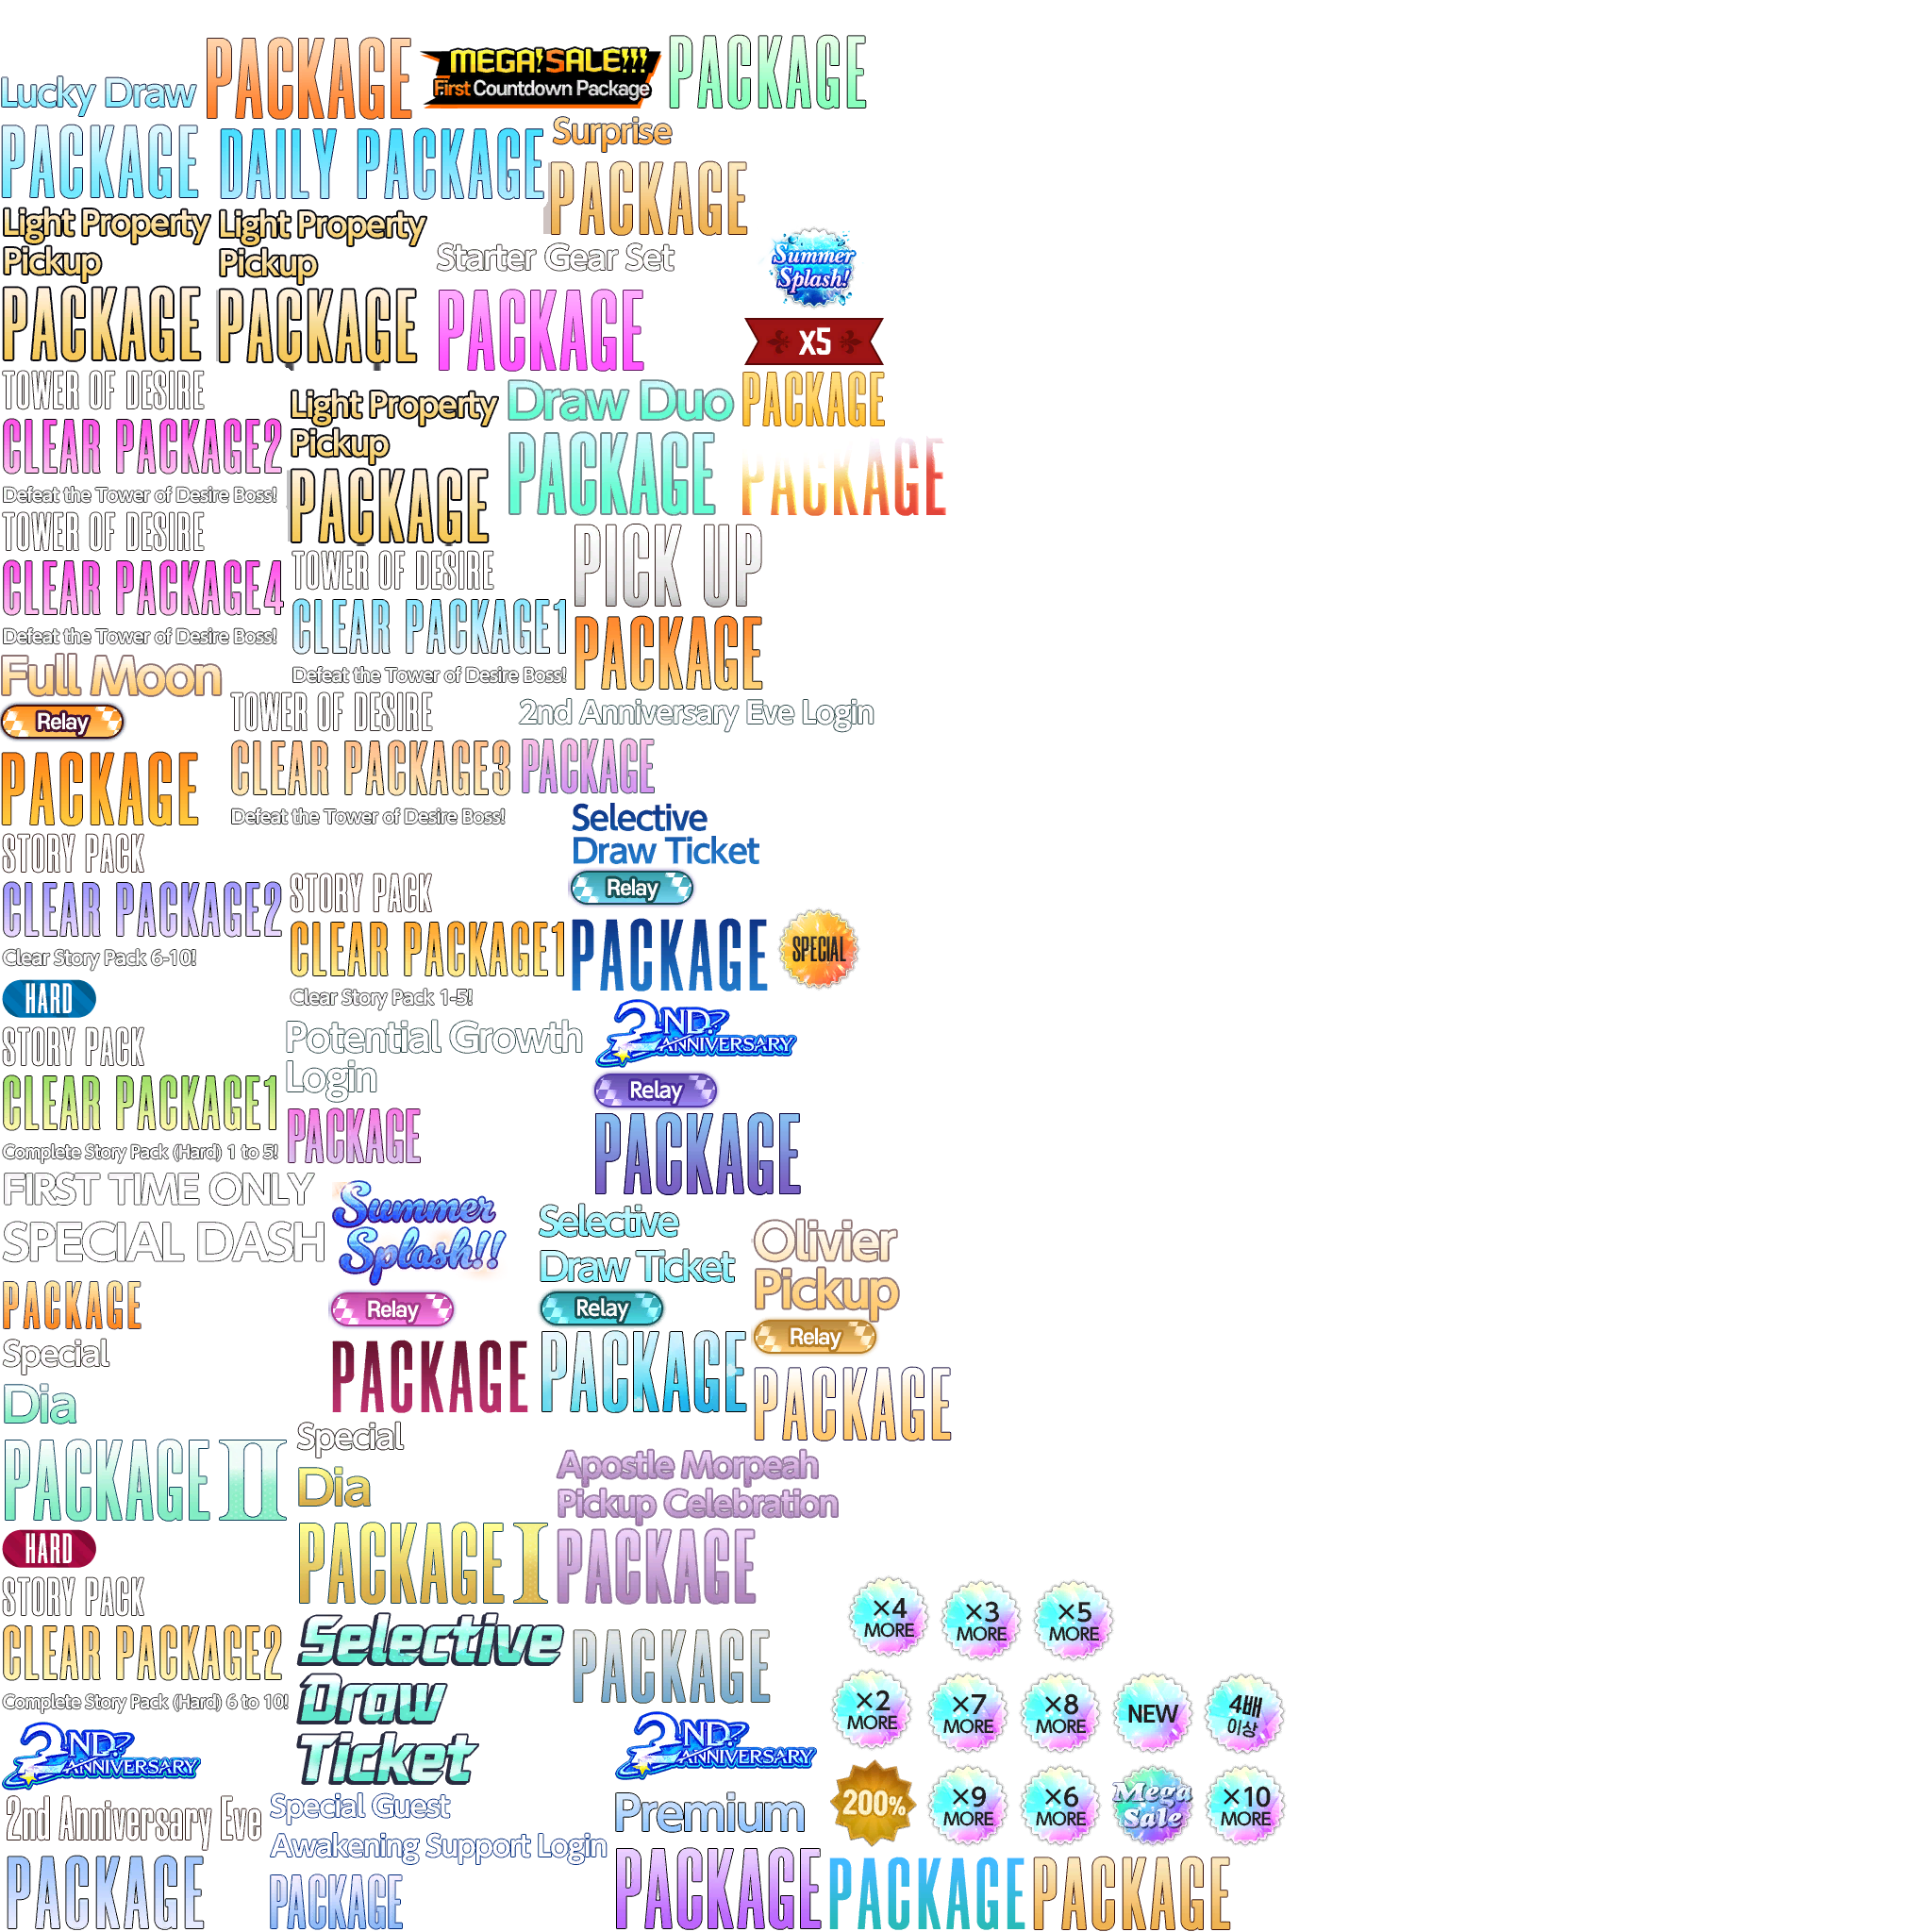 Lucky Draw
PACKAGE
PACKAGE
MEGA!SALE!!!
First Countdown Package
PACKAGE
DAILY PACKAGE
Surprise
PACKAGE
Light Property
Pickup
PACKAGE
Light Property
Pickup
PACKAGE
Starter Gear Set
PACKAGE
Summer
Splash!
x5
PACKAGE
TOWER OF DESIRE
CLEAR PACKAGE2
Defeat the Tower of Desire Boss!
Light Property
Pickup
PACKAGE
Draw Duo
PACKAGE
PACKAGE
PACKAGE
TOWER OF DESIRE
CLEAR PACKAGE4
Defeat the Tower of Desire Boss!
TOWER OF DESIRE
CLEAR PACKAGE1
Defeat the Tower of Desire Boss!
PICK UP
PACKAGE
Full Moon
Relay
PACKAGE
TOWER OF DESIRE
CLEAR PACKAGE3
Defeat the Tower of Desire Boss!
2nd Anniversary Eve Login
PACKAGE
STORY PACK
CLEAR PACKAGE2
Clear Story Pack 6-10!
STORY PACK
CLEAR PACKAGE1
Clear Story Pack 1-5!
Selective
Draw Ticket
Relay
PACKAGE
SPECIAL
HARD
STORY PACK
CLEAR PACKAGE1
Complete Story Pack (Hard) 1 to 5!
Potential Growth
Login
PACKAGE
2ND
ANNIVERSARY
Relay
PACKAGE
FIRST TIME ONLY
SPECIAL DASH
PACKAGE
Summer
Splash!!
Relay
PACKAGE
Selective
Draw Ticket
Relay
PACKAGE
Olivier
Pickup
Relay
PACKAGE
Special
Dia
PACKAGE II
Special
Dia
PACKAGE I
Apostle Morpeah
Pickup Celebration
PACKAGE
HARD
STORY PACK
CLEAR PACKAGE2
Complete Story Pack (Hard) 6 to 10!
Selective
Draw
Ticket
PACKAGE
×4
MORE
×3
MORE
×5
MORE
×2
MORE
×7
MORE
×8
MORE
NEW
4배
이상
2ND
ANNIVERSARY
2nd Anniversary Eve
PACKAGE
Special Guest
Awakening Support Login
PACKAGE
2ND
ANNIVERSARY
Premium
PACKAGE
200%
×9
MORE
×6
MORE
Mega
Sale
×10
MORE
PACKAGE
PACKAGE